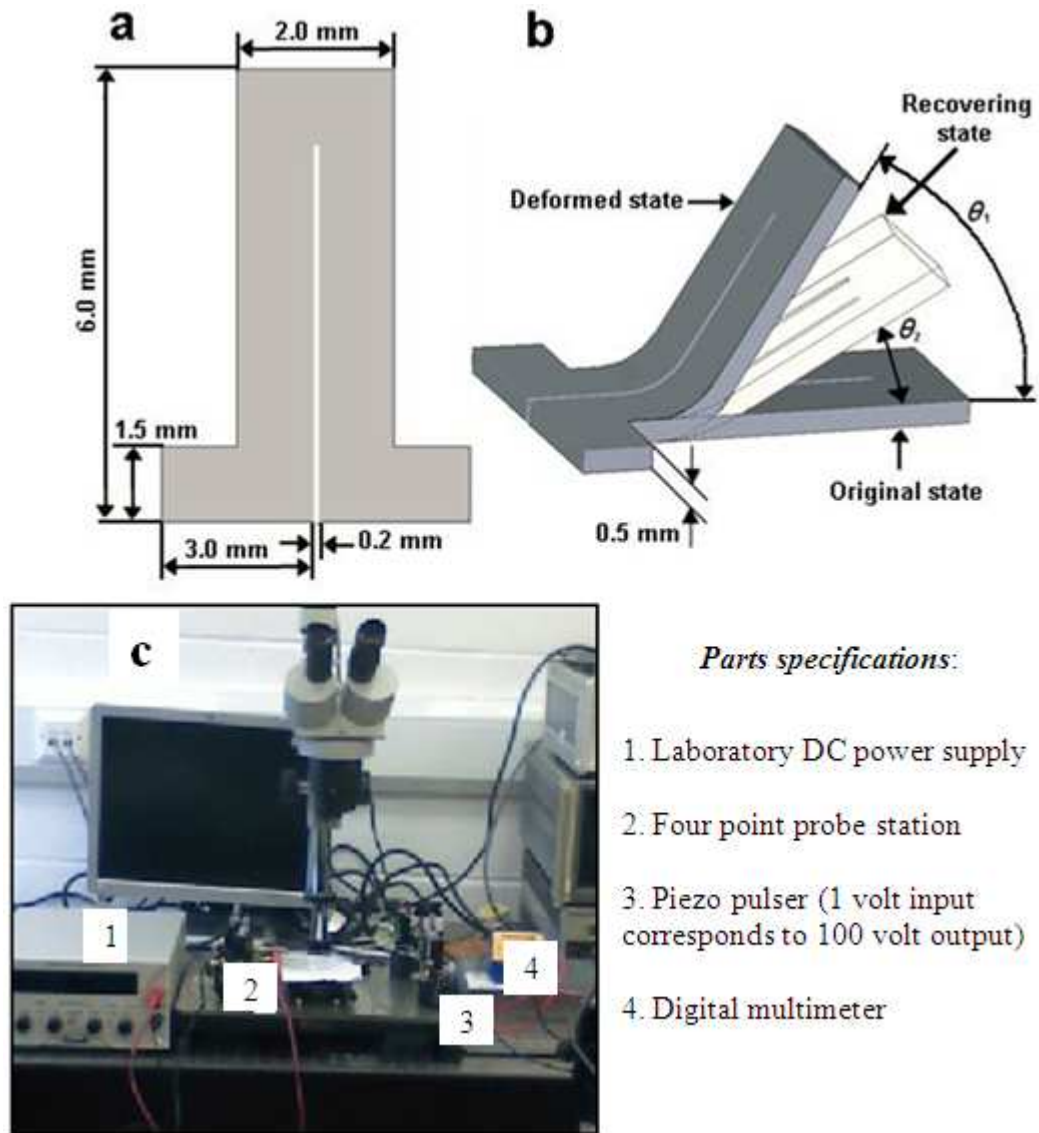 a
2.0 mm
6.0 mm
1.5 mm
3.0 mm
0.2 mm
b
Recovering
state
Deformed state
θ₁
θ₂
Original state
0.5 mm
c
1
2
3
4
Parts specifications:
1. Laboratory DC power supply
2. Four point probe station
3. Piezo pulser (1 volt input
corresponds to 100 volt output)
4. Digital multimeter